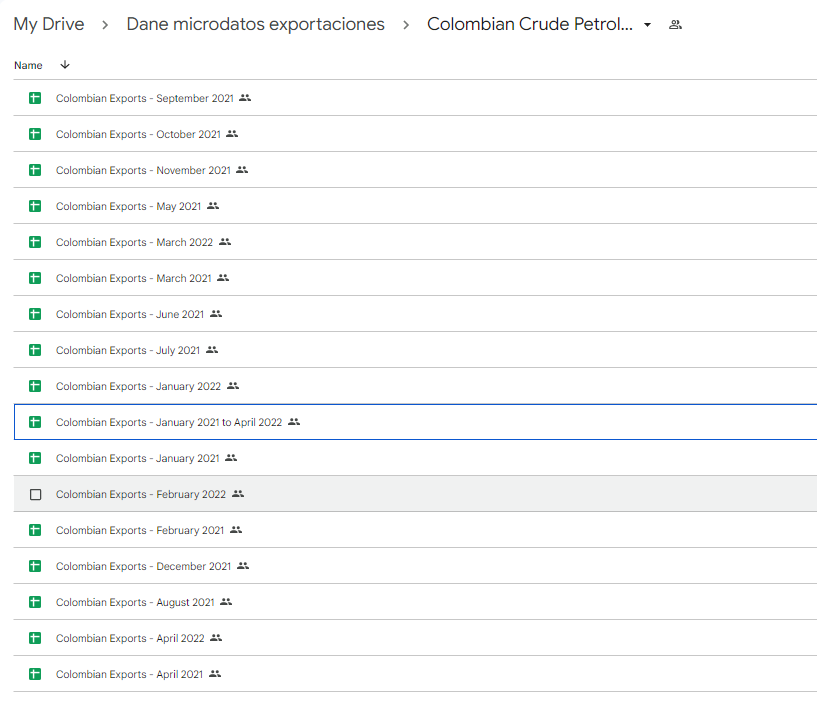 My Drive > Dane microdatos exportaciones > Colombian Crude Petrol...
Name
Colombian Exports - September 2021
Colombian Exports - October 2021
Colombian Exports - November 2021
Colombian Exports - May 2021
Colombian Exports - March 2022
Colombian Exports - March 2021
Colombian Exports - June 2021
Colombian Exports - July 2021
Colombian Exports - January 2022
Colombian Exports - January 2021 to April 2022
Colombian Exports - January 2021
Colombian Exports - February 2022
Colombian Exports - February 2021
Colombian Exports - December 2021
Colombian Exports - August 2021
Colombian Exports - April 2022
Colombian Exports - April 2021